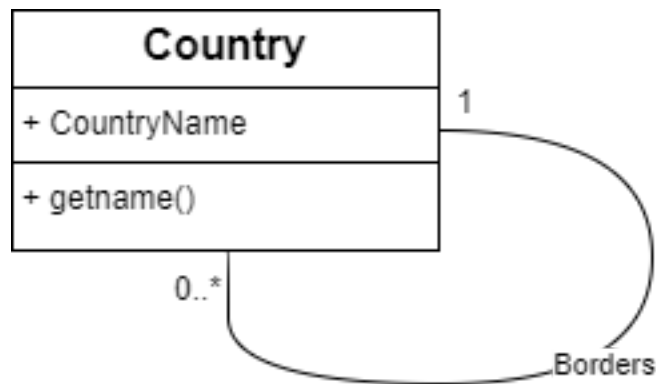 Country
1
+ CountryName
+ getname()
0..*
Borders